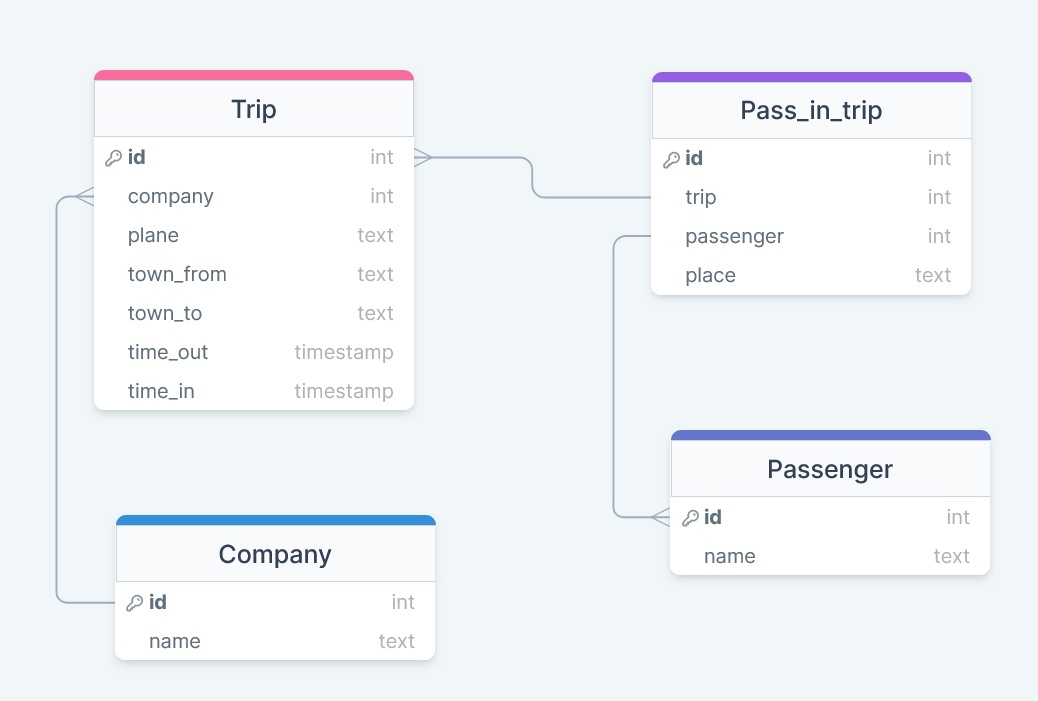 Trip
id int
company int
plane text
town_from text
town_to text
time_out timestamp
time_in timestamp
Pass_in_trip
id int
trip int
passenger int
place text
Passenger
id int
name text
Company
id int
name text